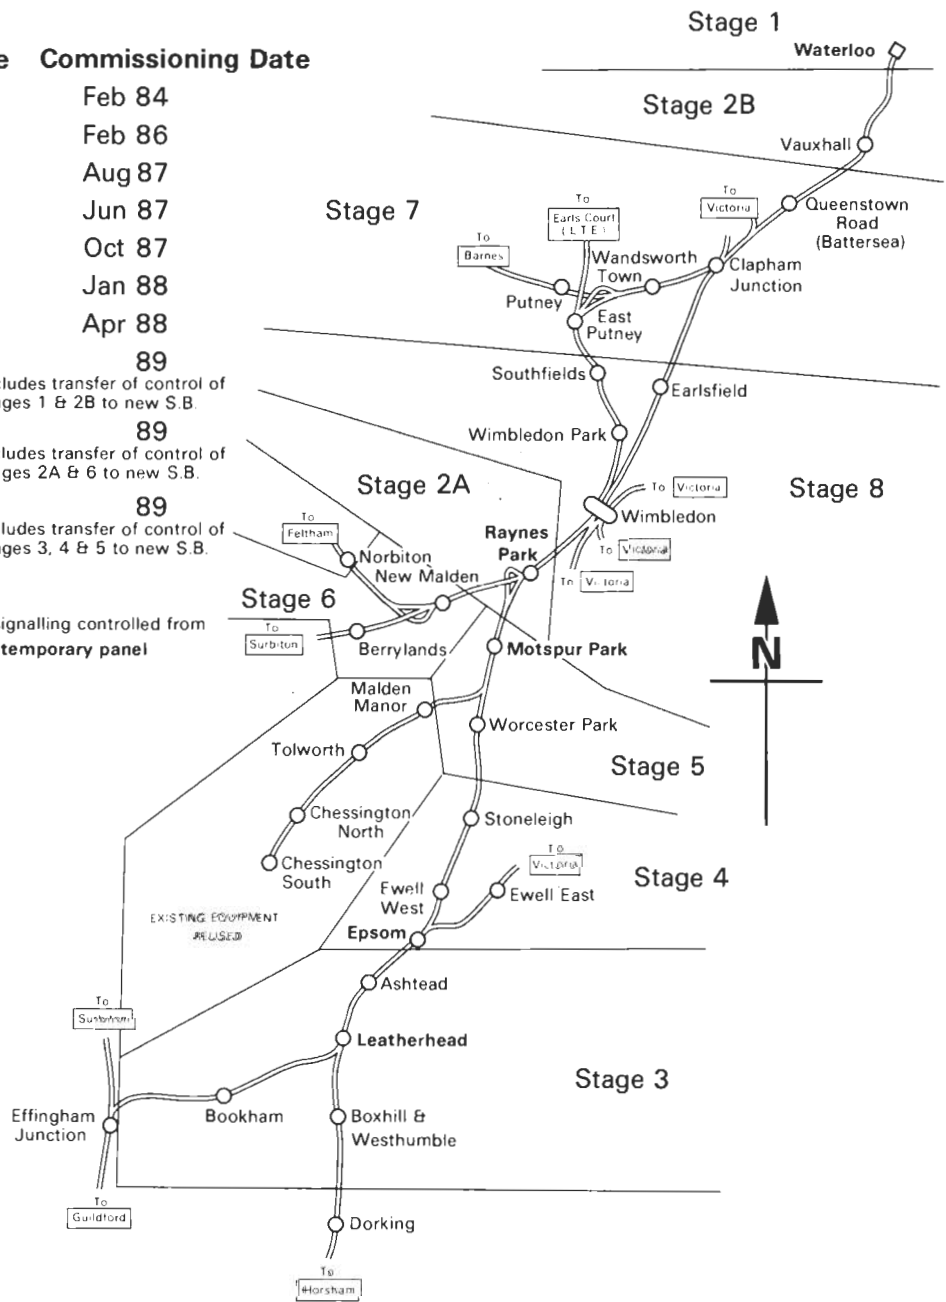 e Commissioning Date
Feb 84
Feb 86
Aug 87
Jun 87
Oct 87
Jan 88
Apr 88
89
cludes transfer of control of
ages 1 & 2B to new S.B.
89
cludes transfer of control of
ges 2A & 6 to new S.B.
89
cludes transfer of control of
ages 3, 4 & 5 to new S.B.
signalling controlled from
temporary panel
Stage 1
Waterloo
Stage 2B
Vauxhall
Stage 7
To
Victoria
Queenstown
Road
(Battersea)
To
Earls Court
(L T E)
To
Barnes
Wandsworth
Town
Clapham
Junction
Putney
East
Putney
Southfields
Earlsfield
Wimbledon Park
Stage 2A
Stage 8
To Victoria
Wimbledon
To Victoria
To Victoria
Raynes
Park
To
Feltham
Norbiton
New Malden
Stage 6
To
Surbiton
Berrylands
Motspur Park
N
Malden
Manor
Worcester Park
Tolworth
Stage 5
Chessington
North
Stoneleigh
Chessington
South
To
Victoria
Ewell
West
Ewell East
Stage 4
EXISTING EQUIPMENT
REUSED
Epsom
Ashtead
To
Surbiton
Leatherhead
Stage 3
Effingham
Junction
Bookham
Boxhill &
Westhumble
To
Guildford
Dorking
To
Horsham